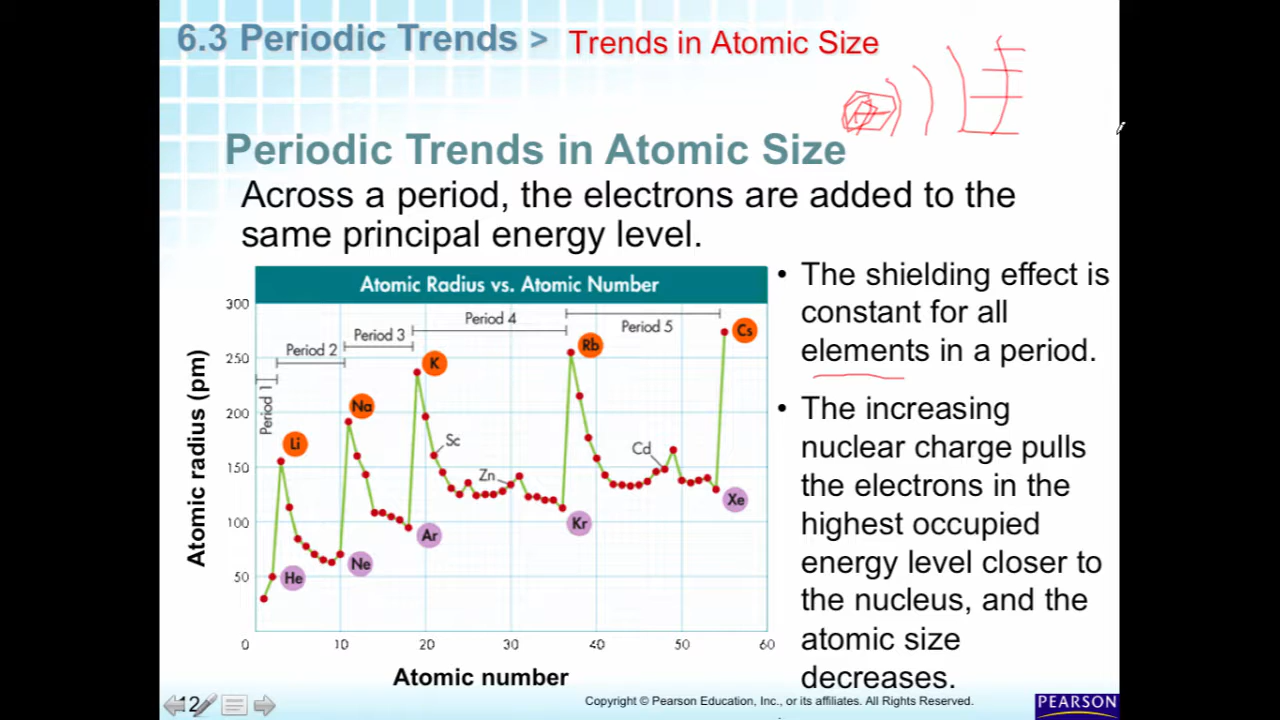 6.3 Periodic Trends > Trends in Atomic Size
Periodic Trends in Atomic Size
Across a period, the electrons are added to the
same principal energy level.
Atomic Radius vs. Atomic Number
300
250
200
150
100
50
0
10
20
30
40
50
60
Atomic radius (pm)
Atomic number
Period 1
Period 2
Period 3
Period 4
Period 5
Li
Na
K
Rb
Cs
Sc
Zn
Cd
He
Ne
Ar
Kr
Xe
• The shielding effect is
constant for all
elements in a period.
• The increasing
nuclear charge pulls
the electrons in the
highest occupied
energy level closer to
the nucleus, and the
atomic size
decreases.
12
Copyright © Pearson Education, Inc., or its affiliates. All Rights Reserved.
PEARSON